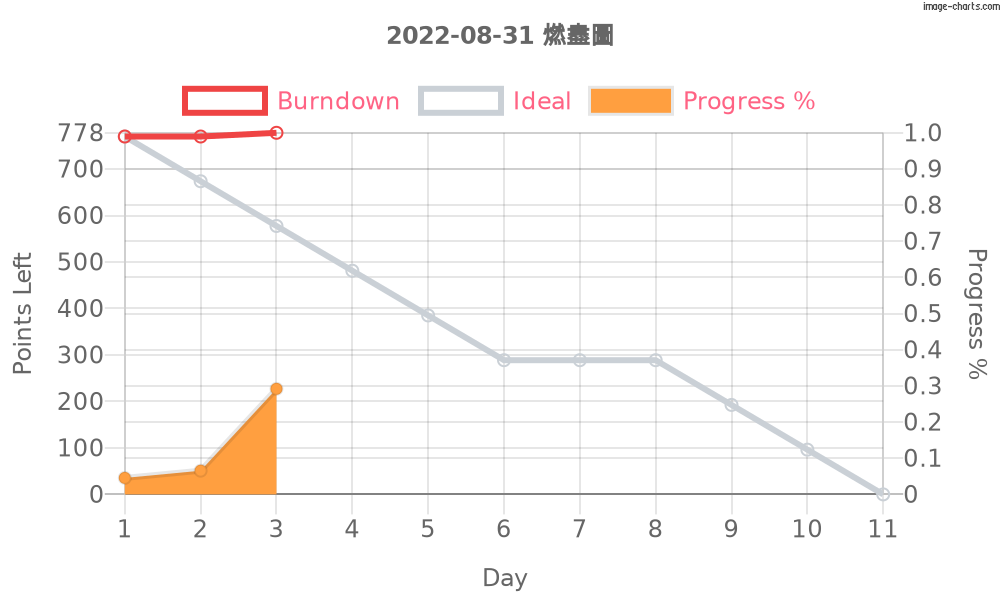 image-charts.com
2022-08-31 燃盡圖
Burndown Ideal Progress %
778 1.0
700 0.9
600 0.8
500 0.7
400 0.6
300 0.5
200 0.4
100 0.3
0 0.2
0.1
0
Points Left
Progress %
1 2 3 4 5 6 7 8 9 10 11
Day